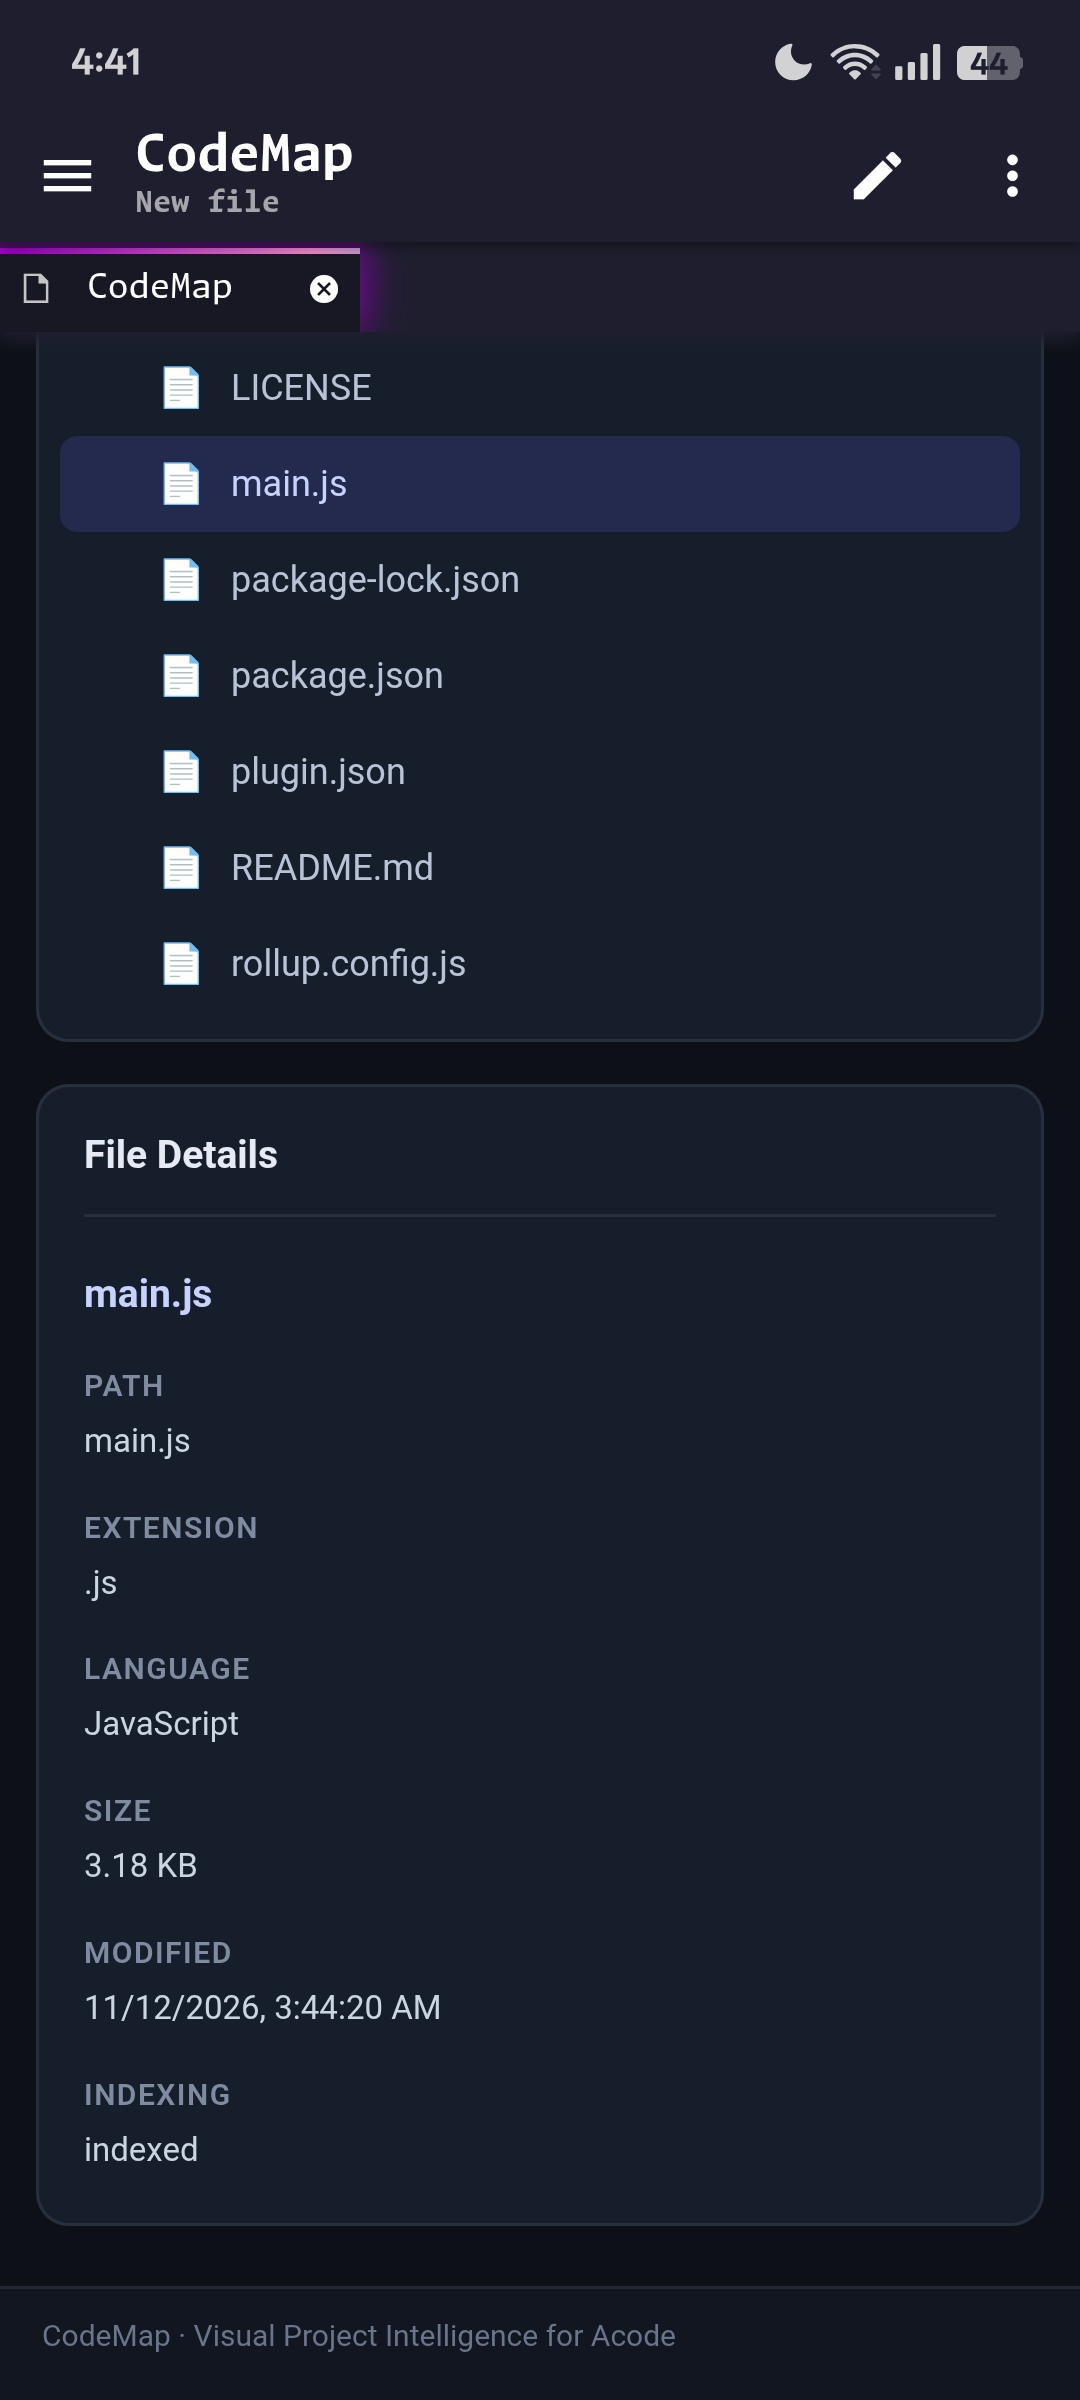 4:41
44
CodeMap
New file
CodeMap
LICENSE
main.js
package-lock.json
package.json
plugin.json
README.md
rollup.config.js
File Details
main.js
PATH
main.js
EXTENSION
.js
LANGUAGE
JavaScript
SIZE
3.18 KB
MODIFIED
11/12/2026, 3:44:20 AM
INDEXING
indexed
CodeMap · Visual Project Intelligence for Acode